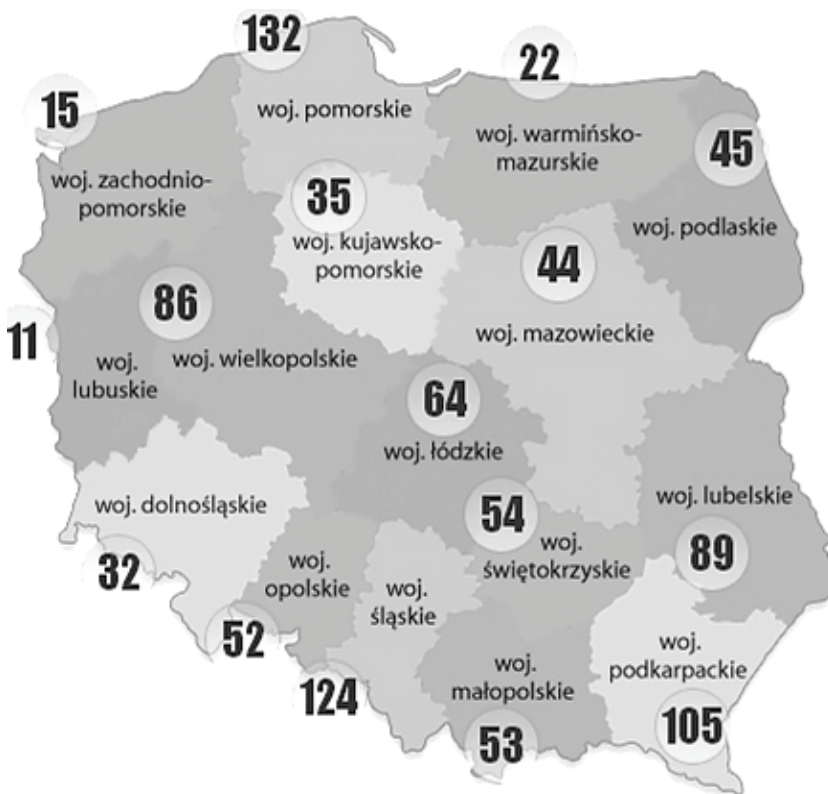 132
22
15
woj. pomorskie
woj. warmińsko-
mazurskie
45
woj. zachodnio-
pomorskie
35
woj. kujawsko-
pomorskie
woj. podlaskie
44
86
11
woj. mazowieckie
woj.
lubuskie
woj. wielkopolskie
64
woj. łódzkie
woj. dolnośląskie
54
woj. lubelskie
89
32
woj.
opolskie
woj.
śląskie
woj.
świętokrzyskie
52
woj.
podkarpackie
124
woj.
małopolskie
53
105